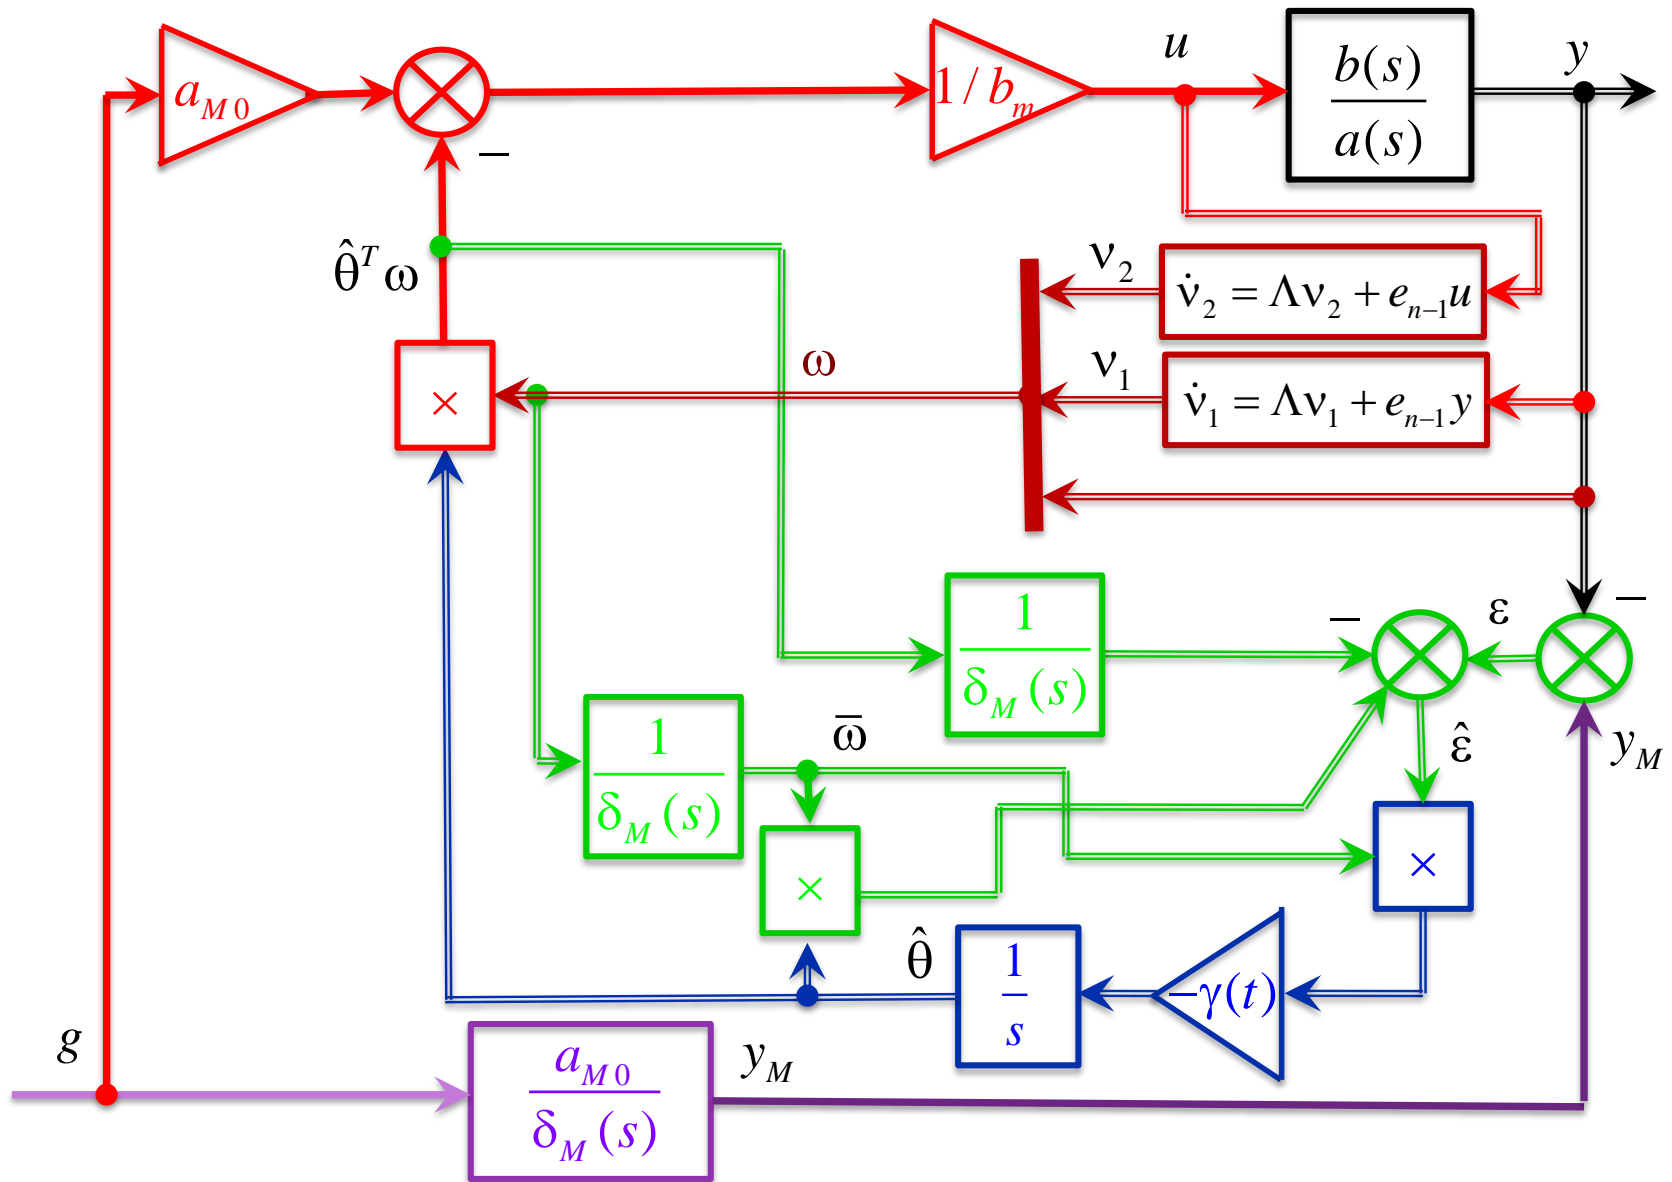 u
y
a_{M0}
1 / b_m
b(s)
a(s)
–
ν_2
ν̇_2 = Λν_2 + e_{n–1}u
θ̂^T ω
ω
ν_1
ν̇_1 = Λν_1 + e_{n–1}y
×
1
δ_M(s)
–
ε
–
1
δ_M(s)
ω̄
ε̂
y_M
×
×
θ̂
1
s
–γ(t)
g
a_{M0}
δ_M(s)
y_M